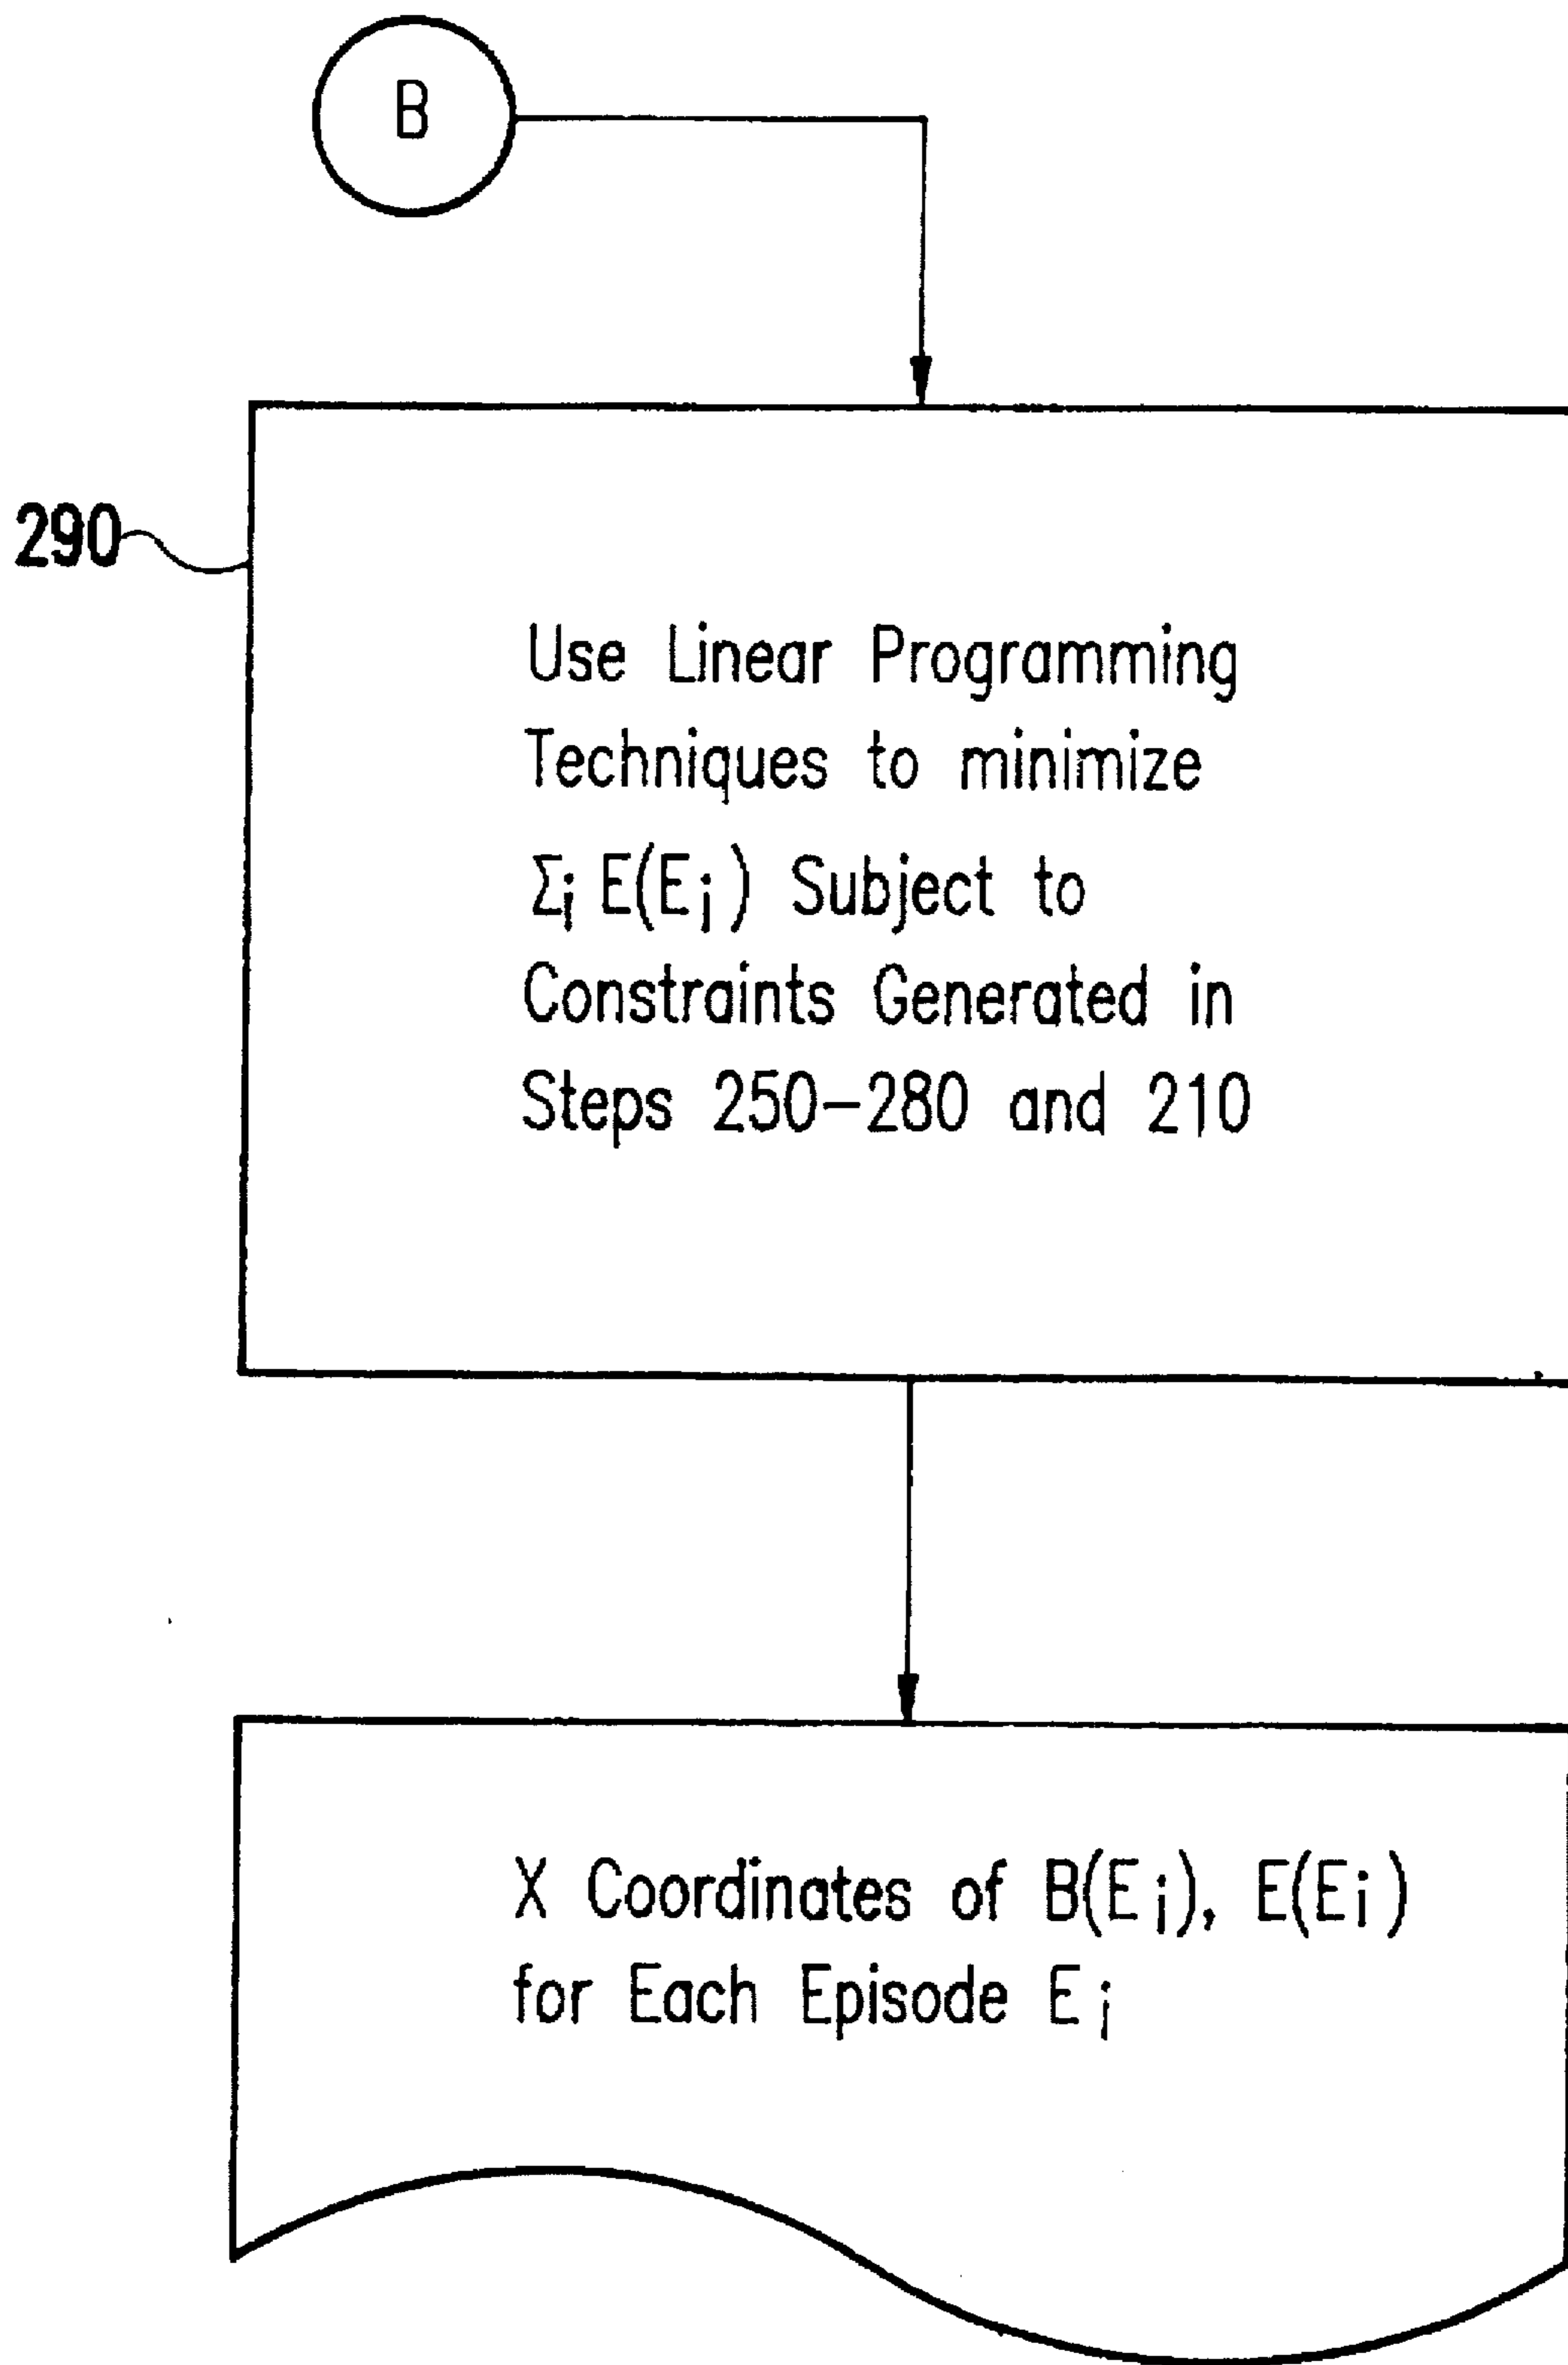 B
290
Use Linear Programming
Techniques to minimize
Σi E(Ei) Subject to
Constraints Generated in
Steps 250–280 and 210
X Coordinates of B(Ei), E(Ei)
for Each Episode Ei